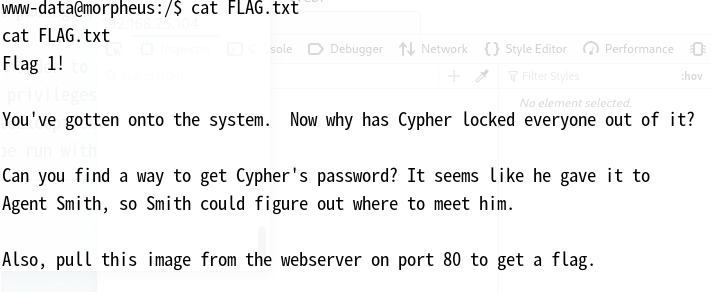 www-data@morpheus:/$ cat FLAG.txt
cat FLAG.txt
Inspector Console Debugger Network Style Editor Performance
Flag 1!
Filter Styles :hov
privileges
No element selected.
You've gotten onto the system.  Now why has Cypher locked everyone out of it?
be run with
Can you find a way to get Cypher's password? It seems like he gave it to
Agent Smith, so Smith could figure out where to meet him.
Also, pull this image from the webserver on port 80 to get a flag.